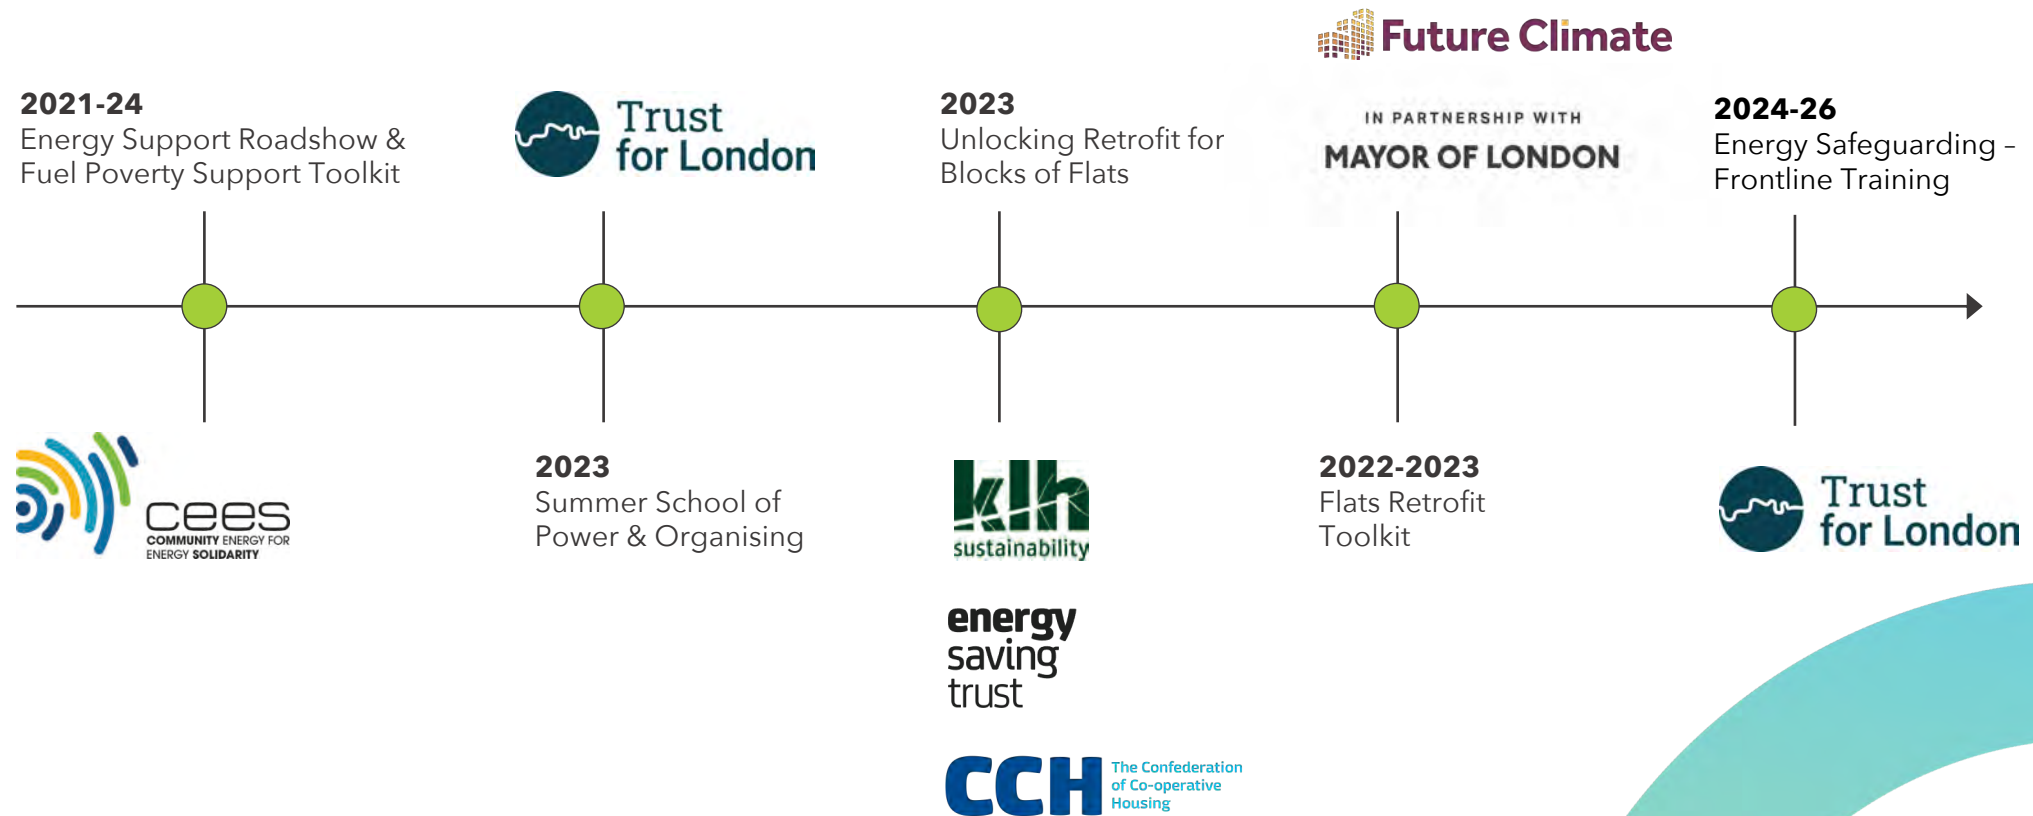 2021-24
Energy Support Roadshow &
Fuel Poverty Support Toolkit
cees
COMMUNITY ENERGY FOR
ENERGY SOLIDARITY
Trust
for London
2023
Summer School of
Power & Organising
2023
Unlocking Retrofit for
Blocks of Flats
klh
sustainability
energy
saving
trust
CCH
The Confederation
of Co-operative
Housing
Future Climate
IN PARTNERSHIP WITH
MAYOR OF LONDON
2022-2023
Flats Retrofit
Toolkit
2024-26
Energy Safeguarding –
Frontline Training
Trust
for London